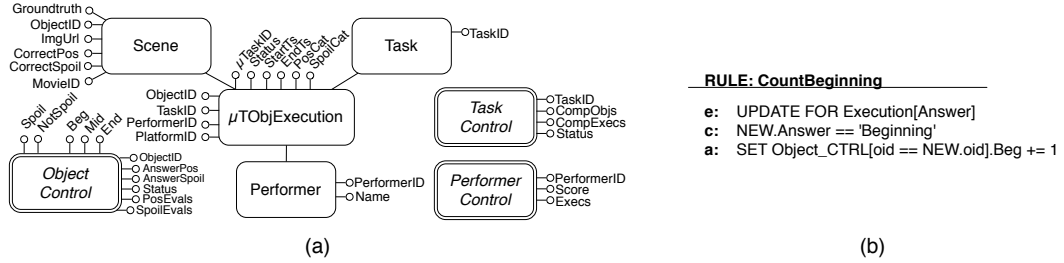 Groundtruth
ObjectID
ImgUrl
CorrectPos
CorrectSpoil
MovieID
Scene
µTaskID
Status
StartTs
EndTs
PosCat
SpoilCat
Task
TaskID
ObjectID
TaskID
PerformerID
PlatformID
µTObjExecution
Spoil
NotSpoil
Beg
Mid
End
Object
Control
ObjectID
AnswerPos
AnswerSpoil
Status
PosEvals
SpoilEvals
Performer
PerformerID
Name
Task
Control
TaskID
CompObjs
CompExecs
Status
Performer
Control
PerformerID
Score
Execs
(a)
RULE: CountBeginning
e: UPDATE FOR Execution[Answer]
c: NEW.Answer == 'Beginning'
a: SET Object_CTRL[oid == NEW.oid].Beg += 1
(b)